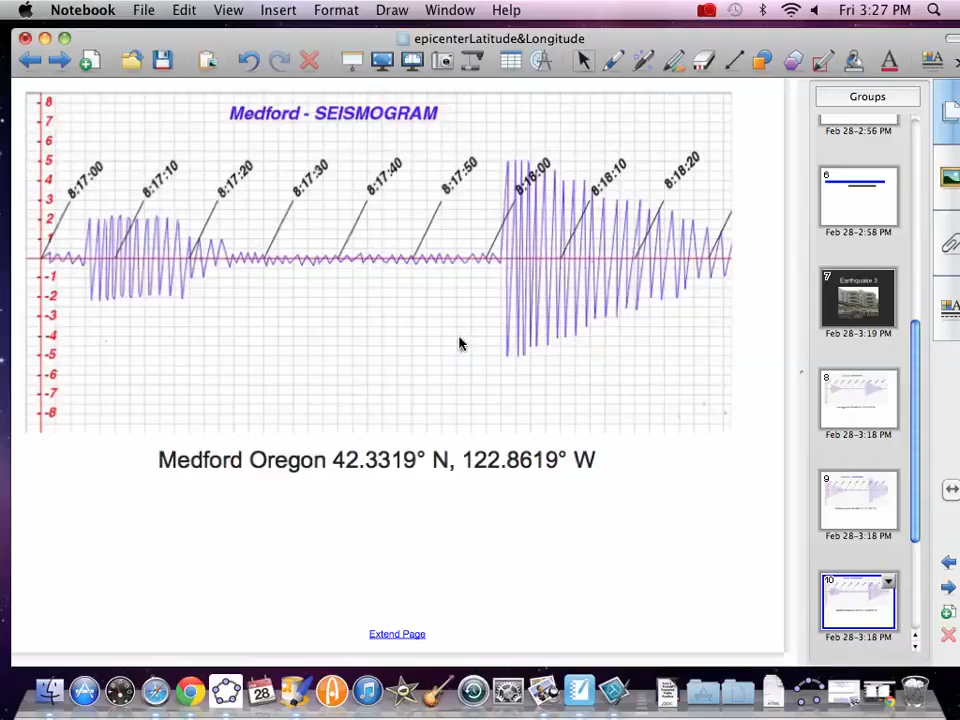 Notebook File Edit View Insert Format Draw Window Help Fri 3:27 PM
epicenterLatitude&Longitude
Groups
Medford - SEISMOGRAM
8
7
6
5
4
3
2
1
-1
-2
-3
-4
-5
-6
-7
-8
8:17:00 8:17:10 8:17:20 8:17:30 8:17:40 8:17:50 8:18:00 8:18:10 8:18:20
Medford Oregon 42.3319° N, 122.8619° W
Extend Page
Feb 28-2:56 PM
6
Feb 28-2:58 PM
7
Earthquake 3
Feb 28-3:19 PM
8
Feb 28-3:18 PM
9
Feb 28-3:18 PM
10
Feb 28-3:18 PM
28